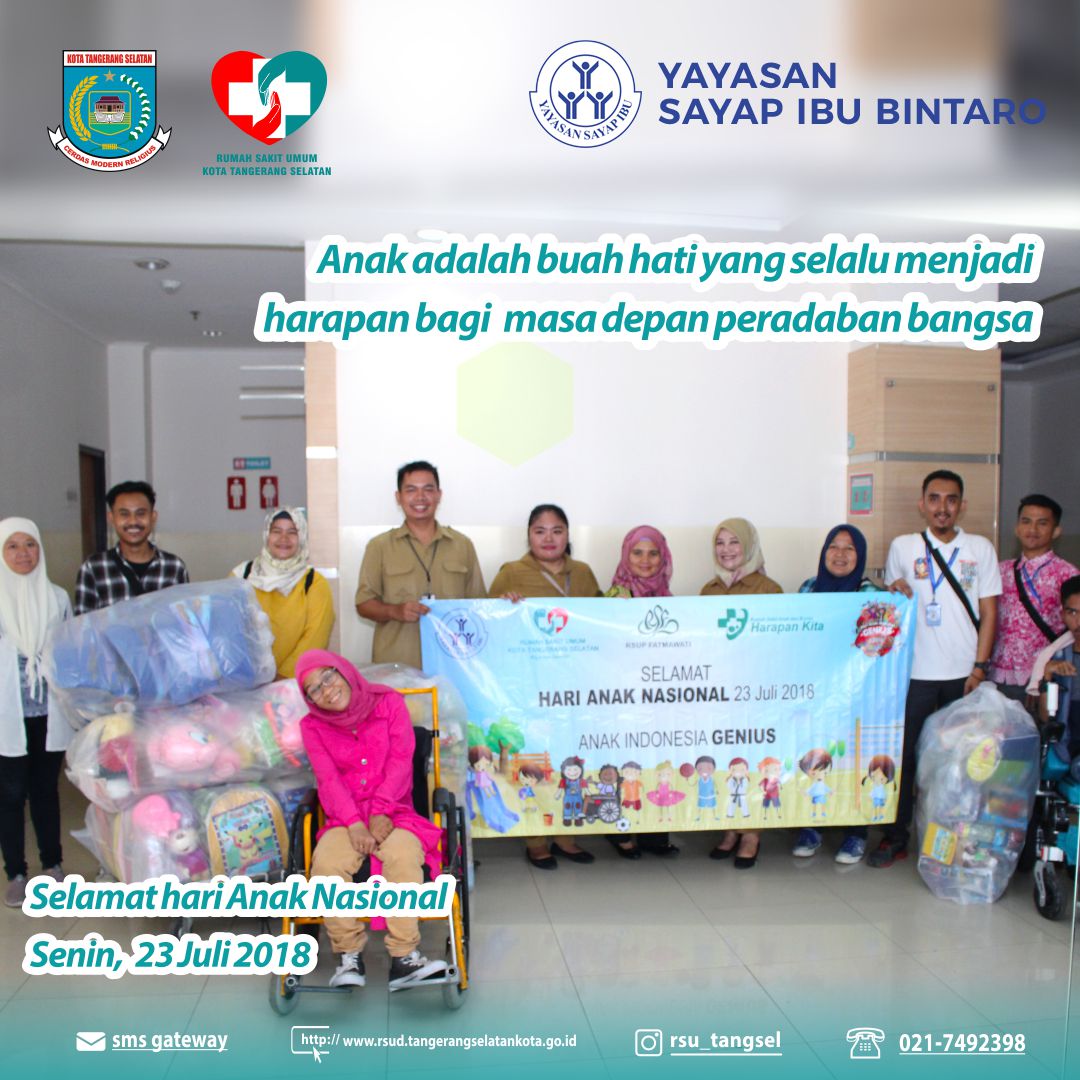 KOTA TANGERANG SELATAN
CERDAS MODERN RELIGIUS
RUMAH SAKIT UMUM
KOTA TANGERANG SELATAN
YAYASAN SAYAP IBU
YAYASAN
SAYAP IBU BINTARO
Anak adalah buah hati yang selalu menjadi
harapan bagi masa depan peradaban bangsa
TOILET
RUMAH SAKIT UMUM
KOTA TANGERANG SELATAN
RSUP FATMAWATI
Harapan Kita
GENIUS
SELAMAT
HARI ANAK NASIONAL 23 Juli 2018
ANAK INDONESIA GENIUS
Selamat hari Anak Nasional
Senin, 23 Juli 2018
sms gateway
http://
www.rsud.tangerangselatankota.go.id
rsu_tangsel
021-7492398